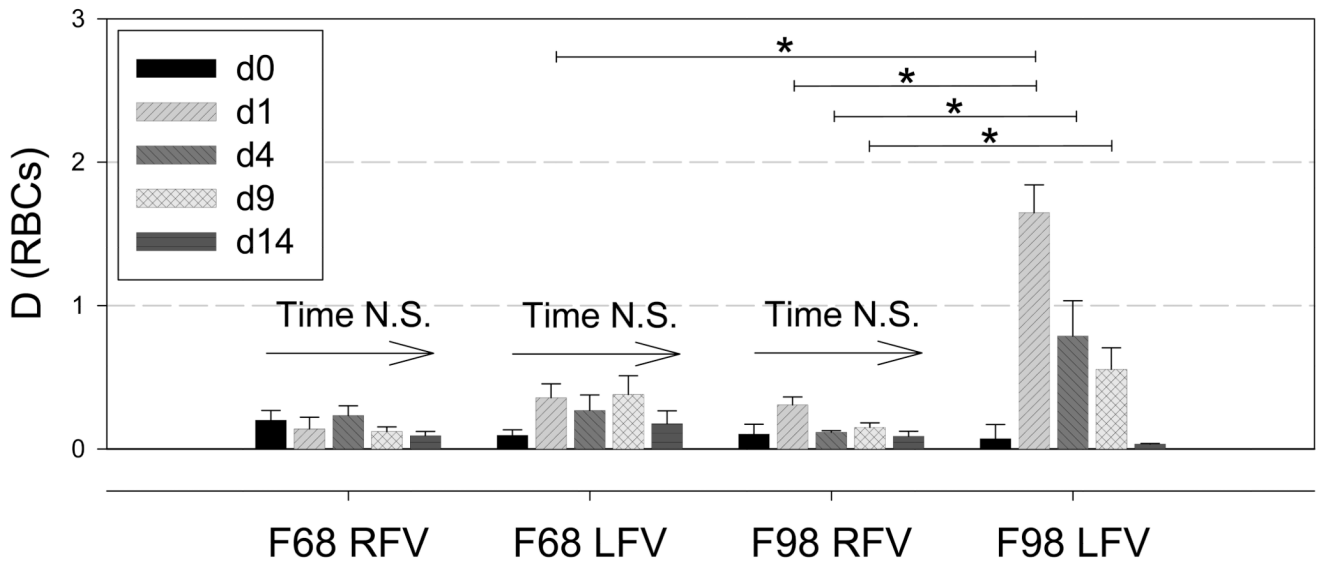 3
2
1
0
D (RBCs)
d0
d1
d4
d9
d14
*
*
*
*
Time N.S.
Time N.S.
Time N.S.
F68 RFV
F68 LFV
F98 RFV
F98 LFV